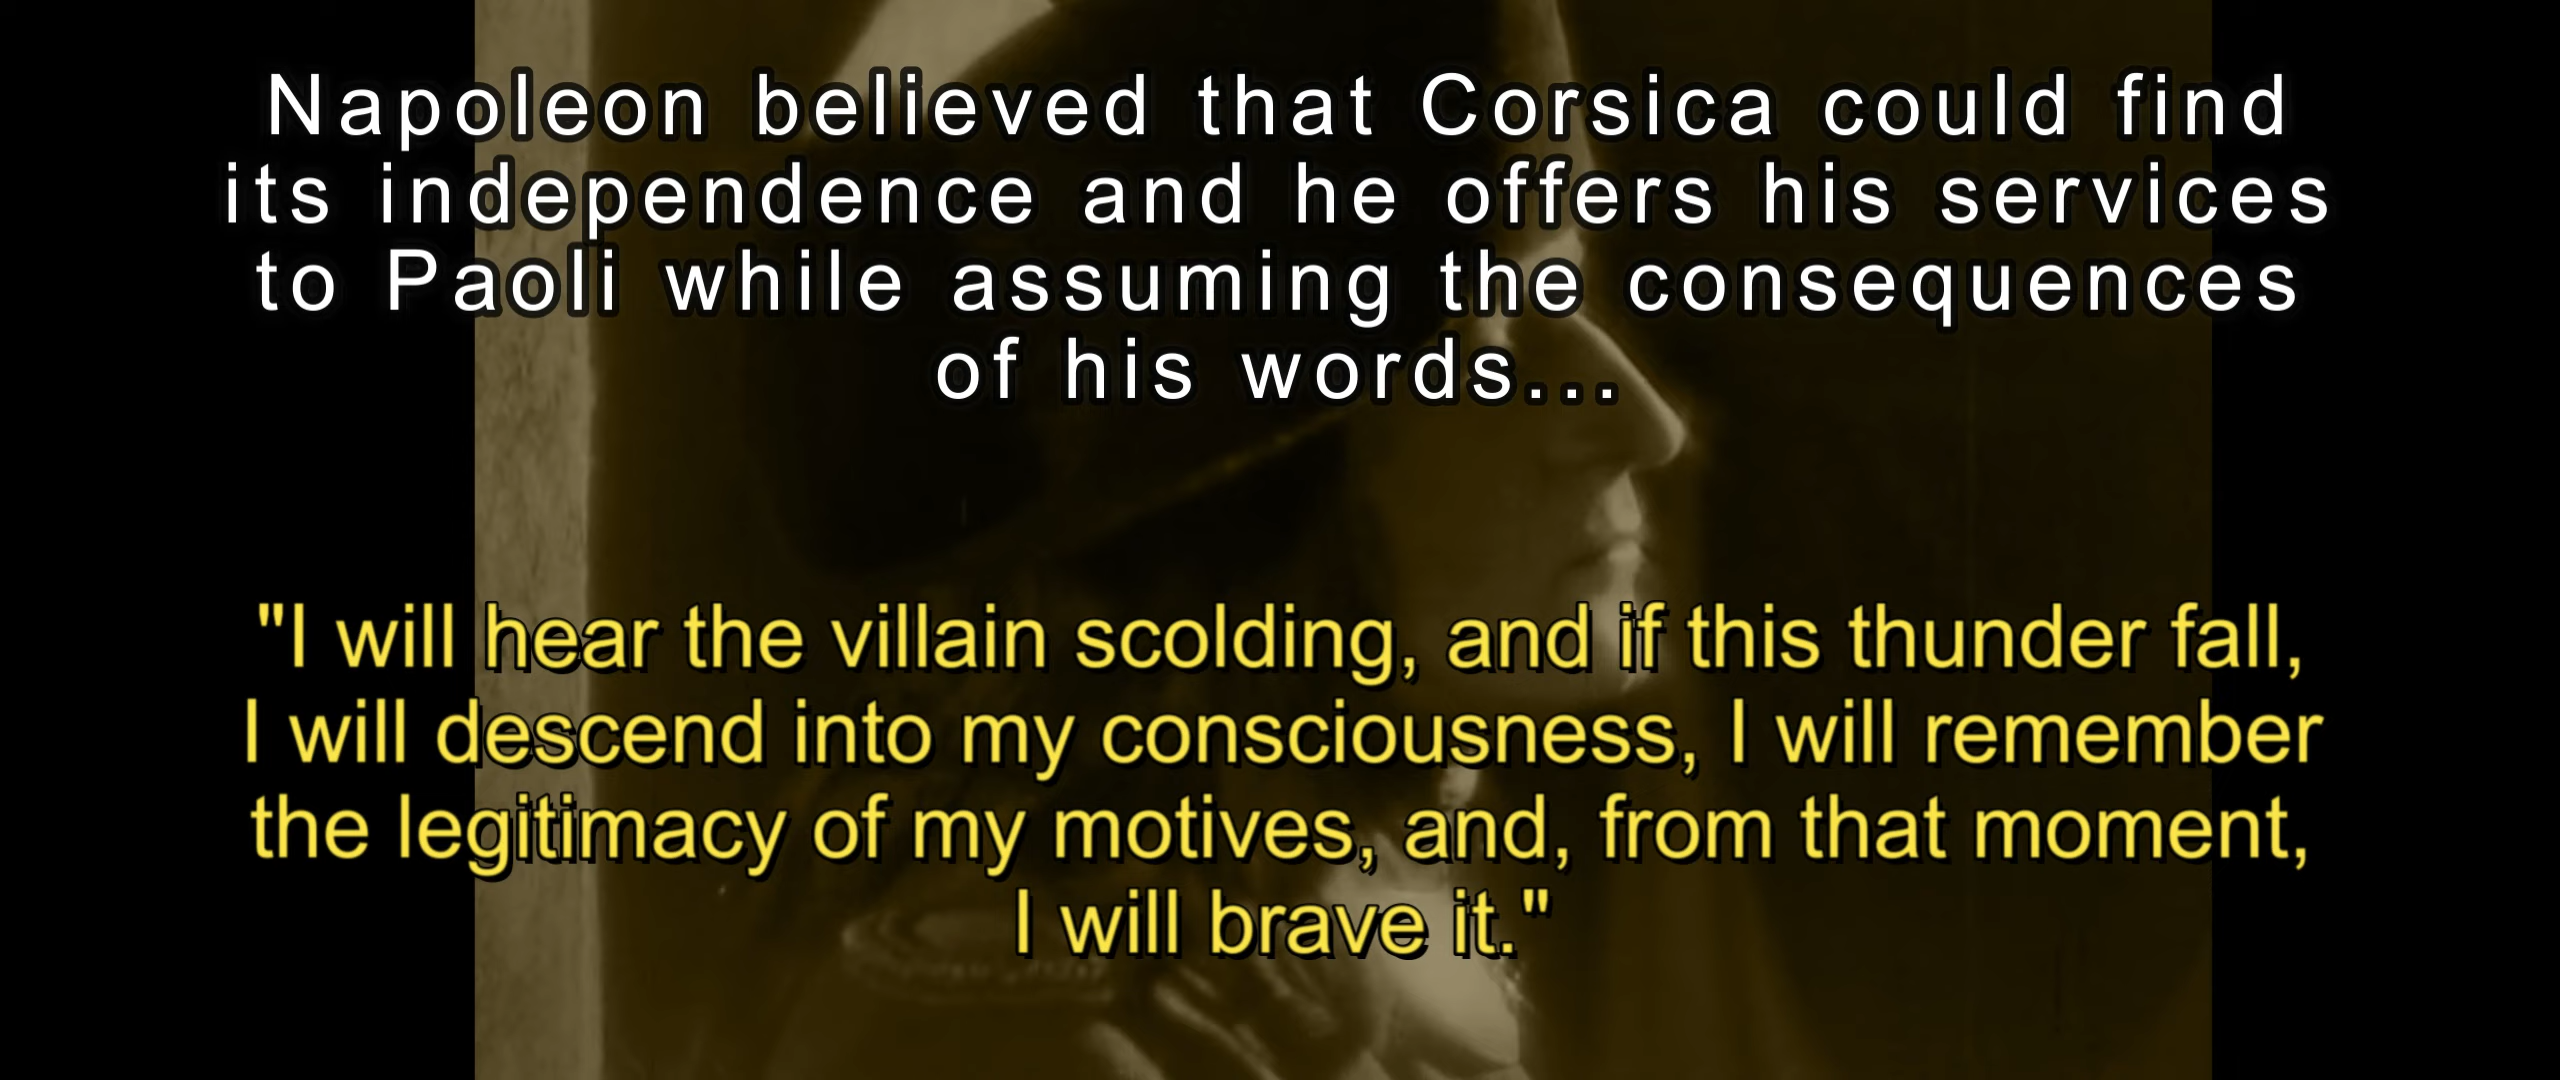 Napoleon believed that Corsica could find
its independence and he offers his services
to Paoli while assuming the consequences
of his words...
"I will hear the villain scolding, and if this thunder fall,
I will descend into my consciousness, I will remember
the legitimacy of my motives, and, from that moment,
I will brave it."